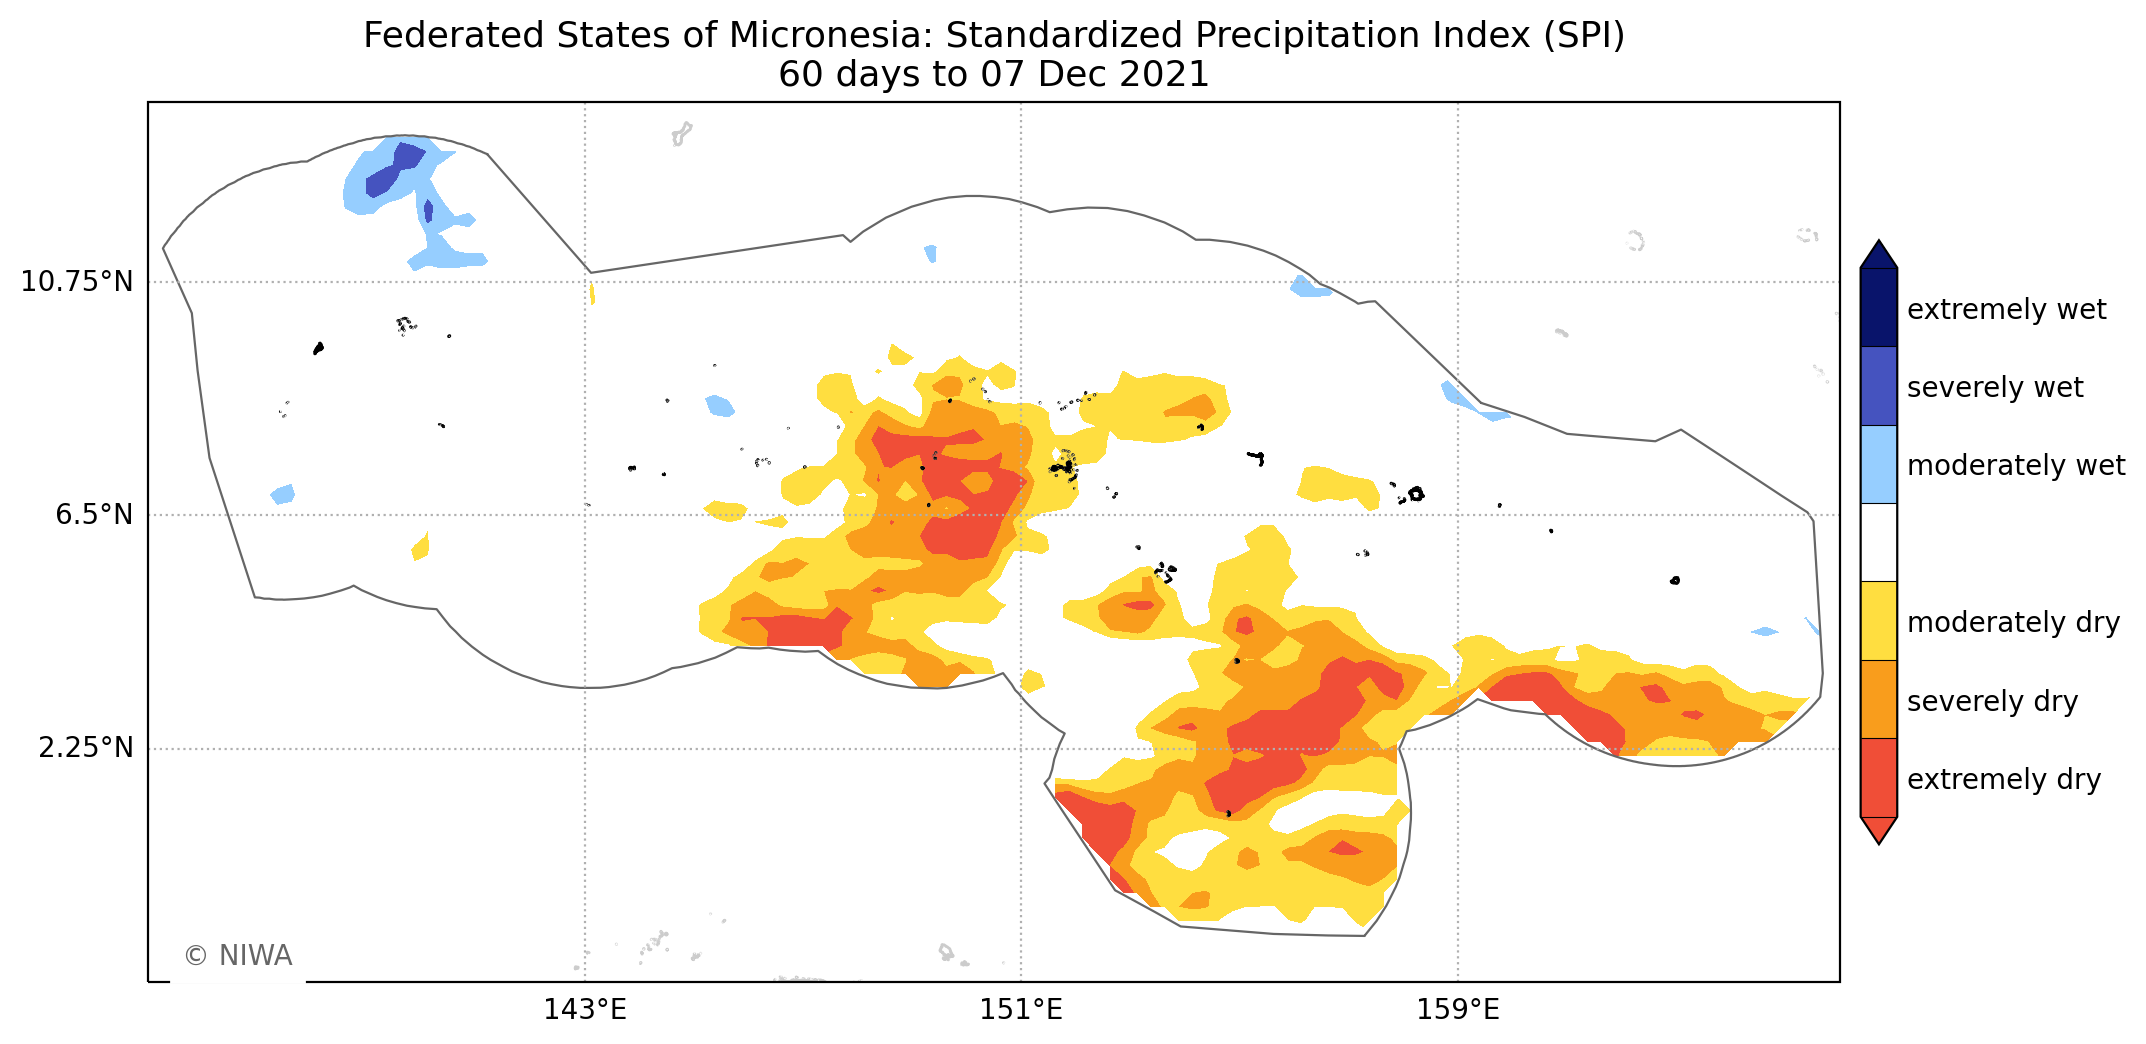 Federated States of Micronesia: Standardized Precipitation Index (SPI)
60 days to 07 Dec 2021
10.75°N
6.5°N
2.25°N
143°E
151°E
159°E
extremely wet
severely wet
moderately wet
moderately dry
severely dry
extremely dry
© NIWA